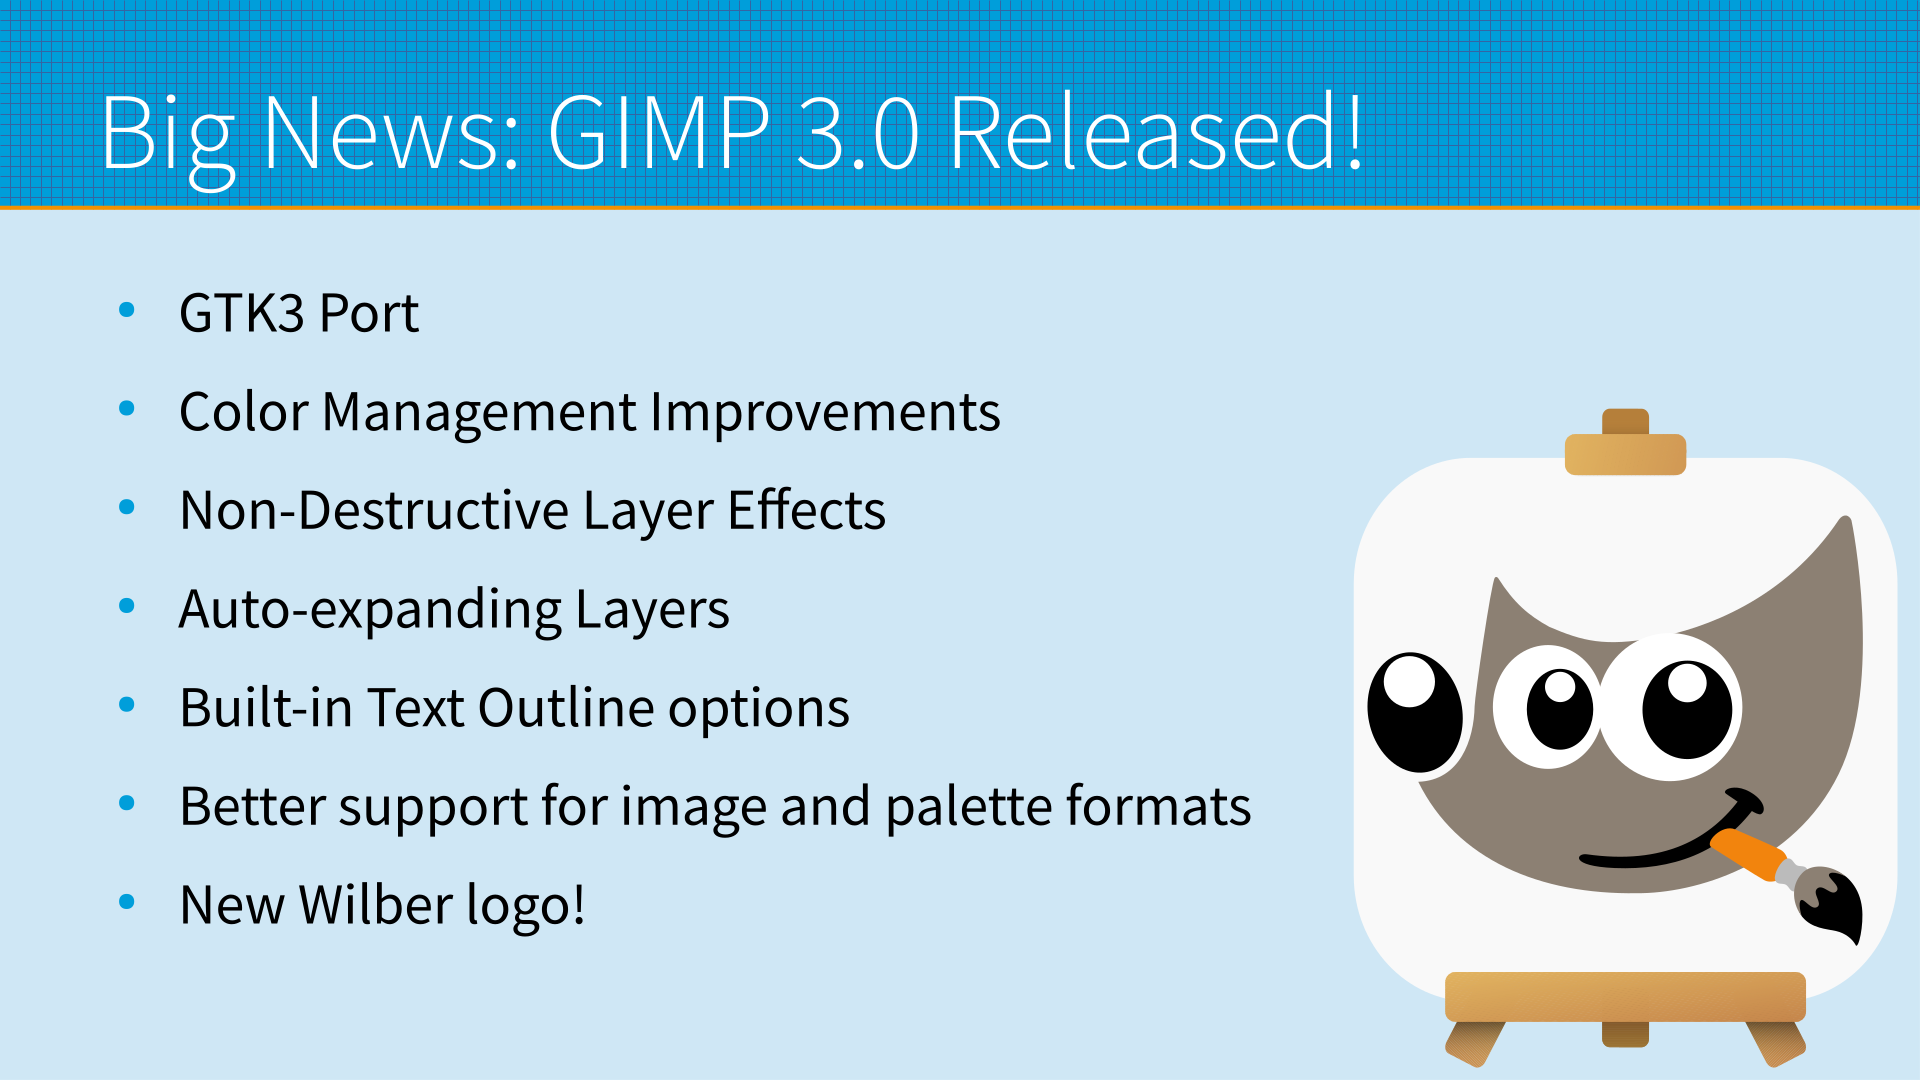 Big News: GIMP 3.0 Released!
• GTK3 Port
• Color Management Improvements
• Non-Destructive Layer Effects
• Auto-expanding Layers
• Built-in Text Outline options
• Better support for image and palette formats
• New Wilber logo!